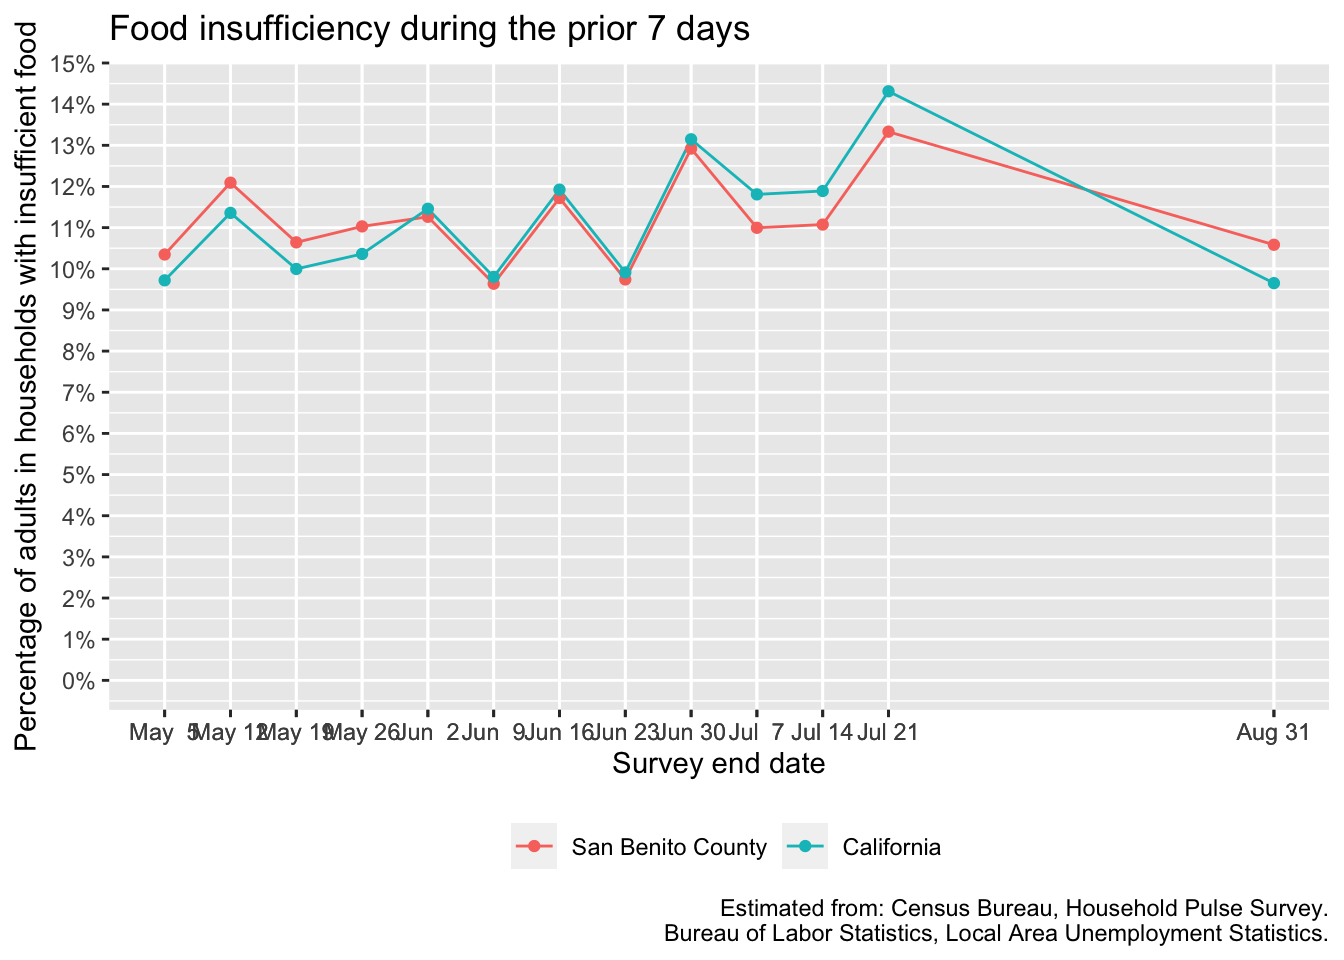 Food insufficiency during the prior 7 days
Percentage of adults in households with insufficient food
15%
14%
13%
12%
11%
10%
9%
8%
7%
6%
5%
4%
3%
2%
1%
0%
May 5 May 12 May 19 May 26 Jun 2 Jun 9 Jun 16 Jun 23 Jun 30 Jul 7 Jul 14 Jul 21 Aug 31
Survey end date
San Benito County California
Estimated from: Census Bureau, Household Pulse Survey.
Bureau of Labor Statistics, Local Area Unemployment Statistics.